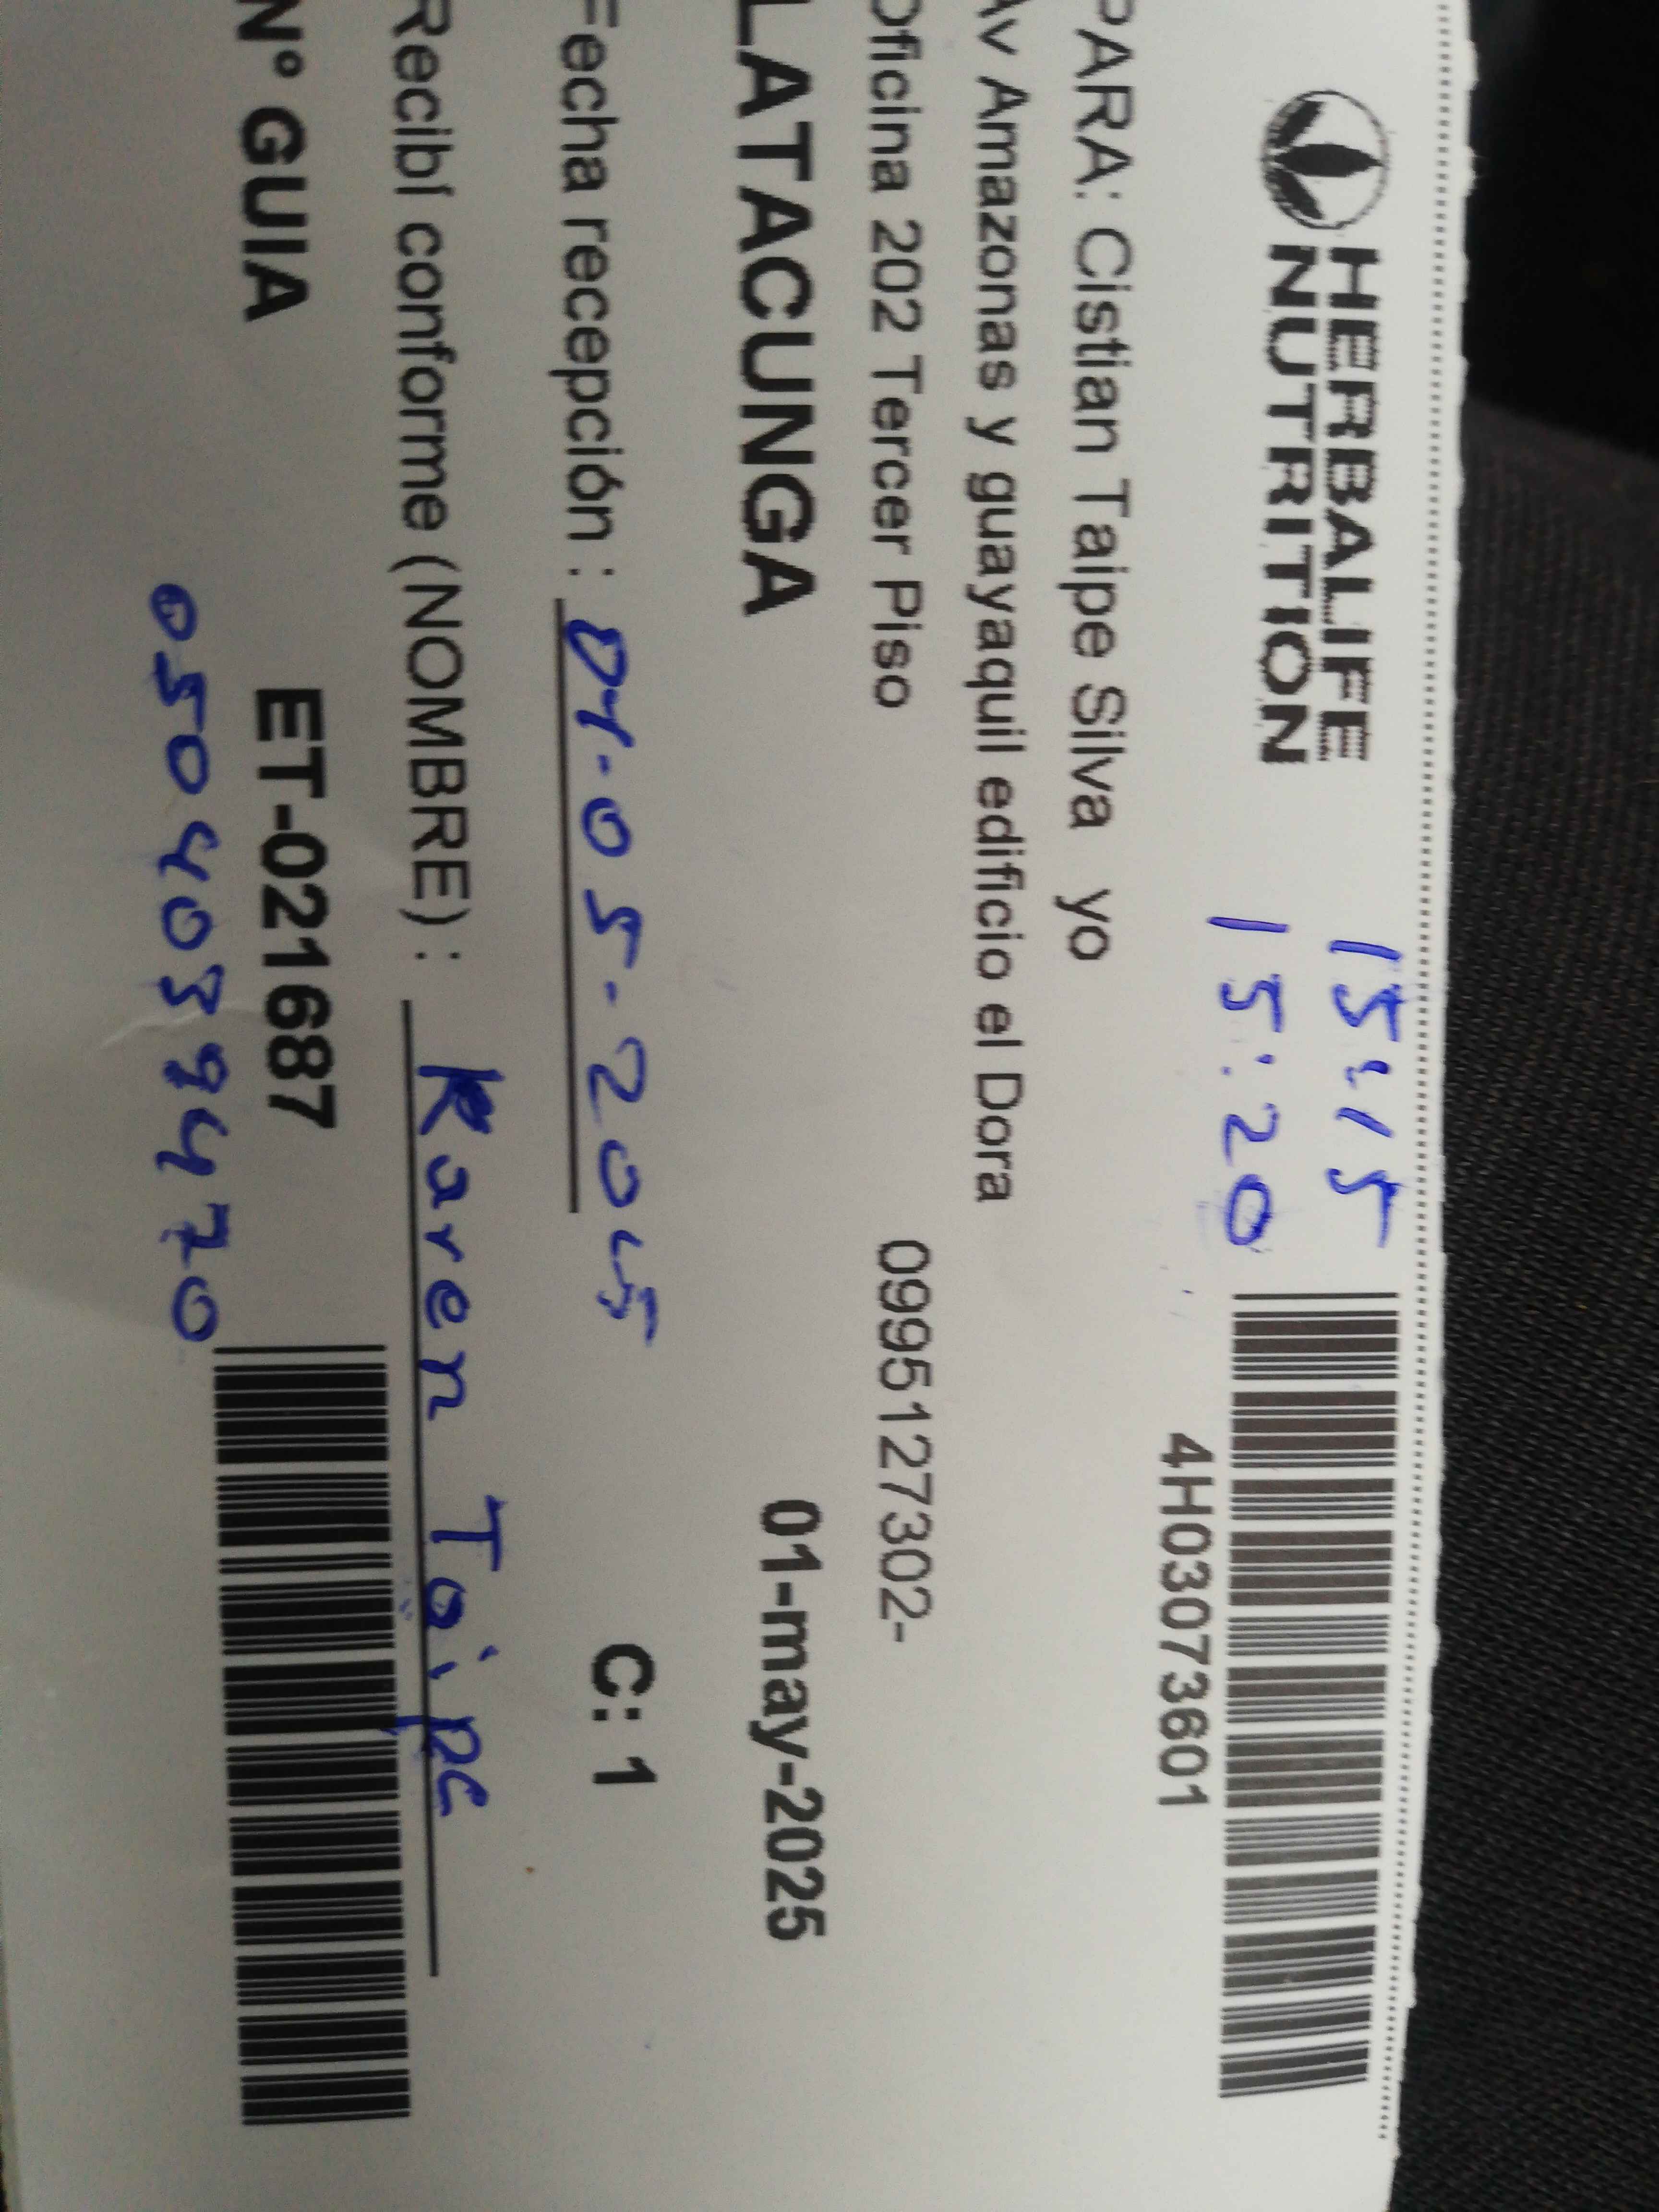 HERBALIFE
NUTRITION
15:15
15:20
4H03073601
PARA: Cistian Taipe Silva yo
Av Amazonas y guayaquil edificio el Dora
Oficina 202 Tercer Piso 0995127302-
LATACUNGA 01-may-2025
Fecha recepción : 05-2025 C: 1
Recibí conforme (NOMBRE) : Karen Taipe
N° GUIA ET-021687